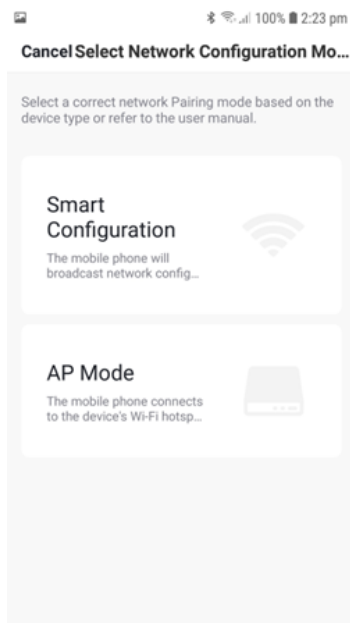 100% 2:23 pm
Cancel Select Network Configuration Mo...
Select a correct network Pairing mode based on the
device type or refer to the user manual.
Smart
Configuration
The mobile phone will
broadcast network config...
AP Mode
The mobile phone connects
to the device's Wi-Fi hotsp...